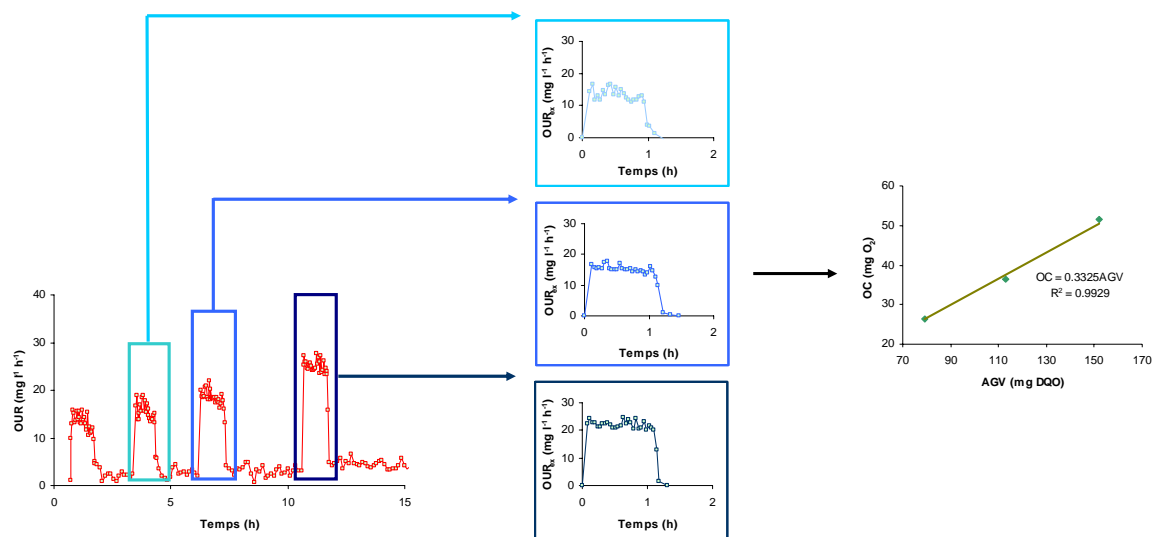 30
20
10
0
OURex (mg l-1 h-1)
0 1 2
Temps (h)
30
20
10
0
OURex (mg l-1 h-1)
0 1 2
Temps (h)
30
20
10
0
OURex (mg l-1 h-1)
0 1 2
Temps (h)
40
30
20
10
0
OUR (mg l-1 h-1)
0 5 10 15
Temps (h)
60
50
40
30
20
OC (mg O2)
OC = 0.3325AGV
R2 = 0.9929
70 90 110 130 150 170
AGV (mg DQO)